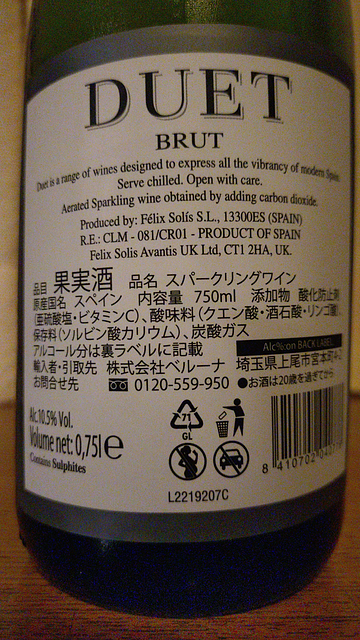 DUET
BRUT
Duet is a range of wines designed to express all the vibrancy of modern Spain
Serve chilled. Open with care.
Aerated Sparkling wine obtained by adding carbon dioxide.
Produced by: Félix Solís S.L., 13300ES (SPAIN)
R.E.: CLM - 081/CR01 - PRODUCT OF SPAIN
Felix Solis Avantis UK Ltd, CT1 2HA, UK.
品目 果実酒 品名 スパークリングワイン
原産国名 スペイン 内容量 750ml 添加物 酸化防止剤
(亜硫酸塩・ビタミンC)、酸味料(クエン酸・酒石酸・リンゴ酸)、
保存料(ソルビン酸カリウム)、炭酸ガス
アルコール分は裏ラベルに記載 Alc%:on BACK LABEL
輸入者・引取先 株式会社ベルーナ 埼玉県上尾市宮本町4-2
お問合せ先 0120-559-950 ●お酒は20歳を過ぎてから
Alc.10.5% Vol.
Volume net: 0,75l e
Contains Sulphites
71
GL
8 410702
L2219207C